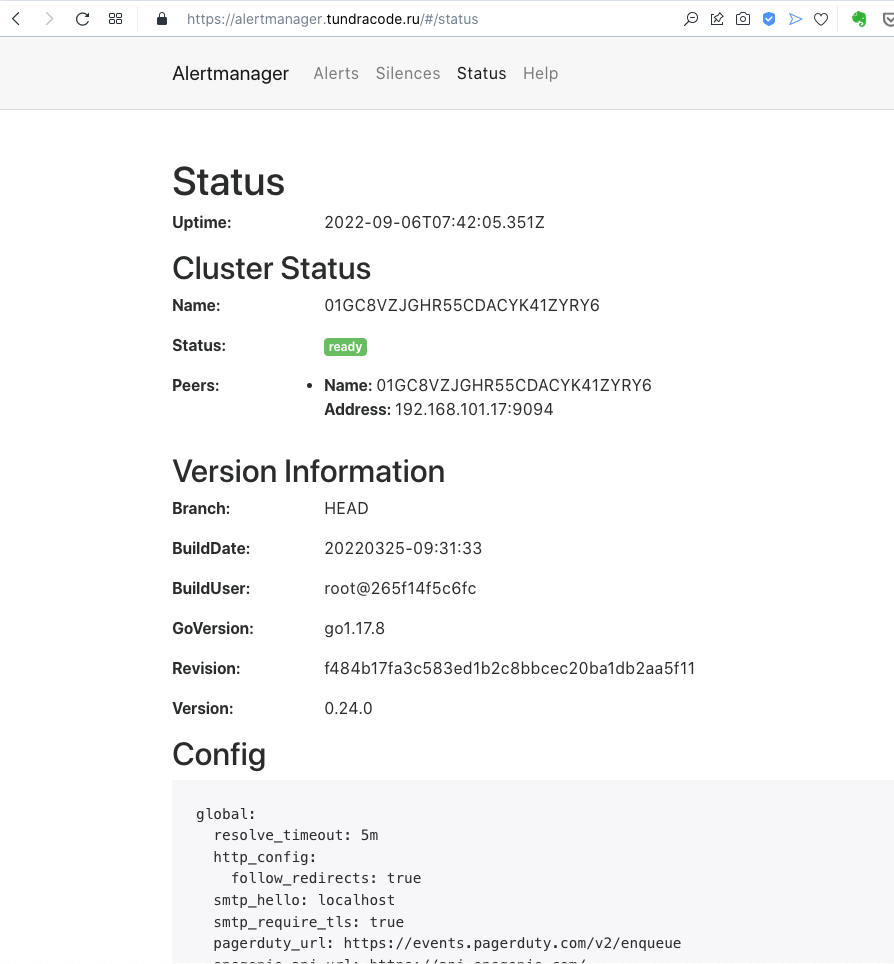 https://alertmanager.tundracode.ru/#/status
Alertmanager Alerts Silences Status Help
Status
Uptime: 2022-09-06T07:42:05.351Z
Cluster Status
Name: 01GC8VZJGHR55CDACYK41ZYRY6
Status: ready
Peers: • Name: 01GC8VZJGHR55CDACYK41ZYRY6
Address: 192.168.101.17:9094
Version Information
Branch: HEAD
BuildDate: 20220325-09:31:33
BuildUser: root@265f14f5c6fc
GoVersion: go1.17.8
Revision: f484b17fa3c583ed1b2c8bbcec20ba1db2aa5f11
Version: 0.24.0
Config
global:
  resolve_timeout: 5m
  http_config:
    follow_redirects: true
  smtp_hello: localhost
  smtp_require_tls: true
  pagerduty_url: https://events.pagerduty.com/v2/enqueue